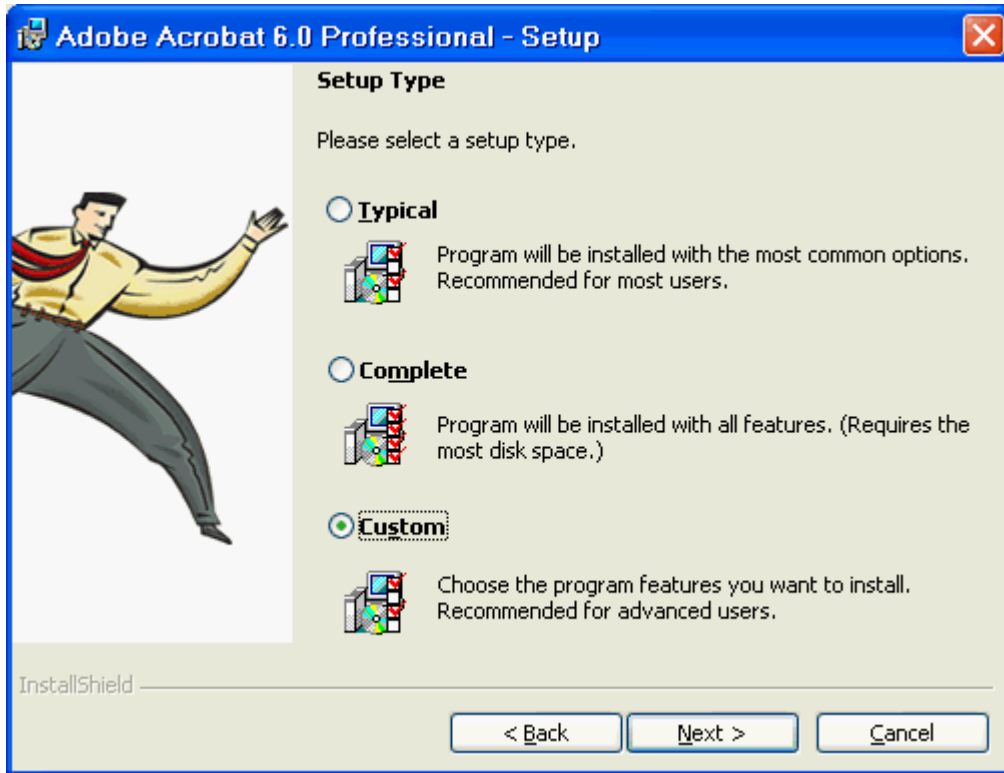 Adobe Acrobat 6.0 Professional - Setup
Setup Type
Please select a setup type.
Typical
Program will be installed with the most common options.
Recommended for most users.
Complete
Program will be installed with all features. (Requires the
most disk space.)
Custom
Choose the program features you want to install.
Recommended for advanced users.
InstallShield
< Back
Next >
Cancel